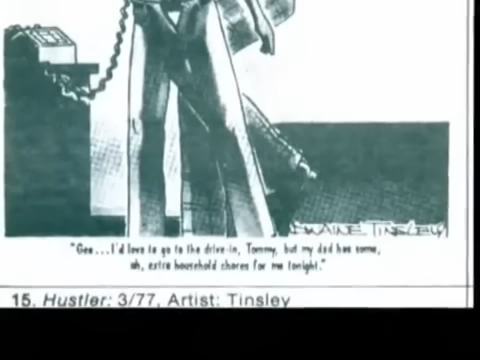 DWAINE TINSLEY
"Gee...I'd love to go to the drive-in, Tommy, but my dad has some,
uh, extra household chores for me tonight."
15. Hustler: 3/77, Artist: Tinsley